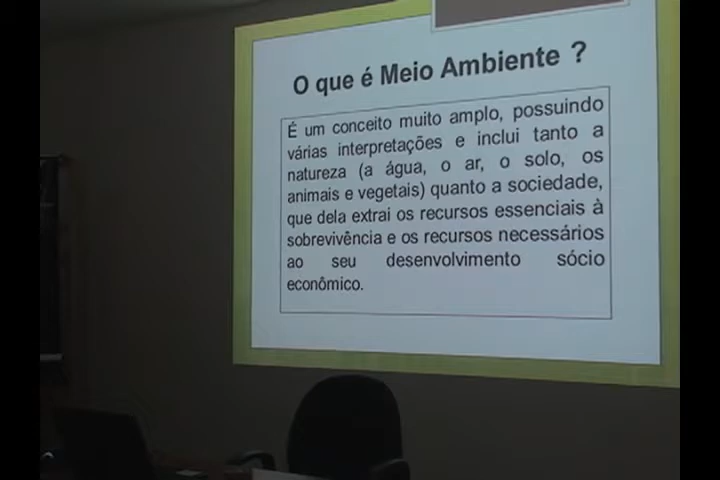 O que é Meio Ambiente ?
É um conceito muito amplo, possuindo
várias interpretações e inclui tanto a
natureza (a água, o ar, o solo, os
animais e vegetais) quanto a sociedade,
que dela extrai os recursos essenciais à
sobrevivência e os recursos necessários
ao seu desenvolvimento sócio
econômico.